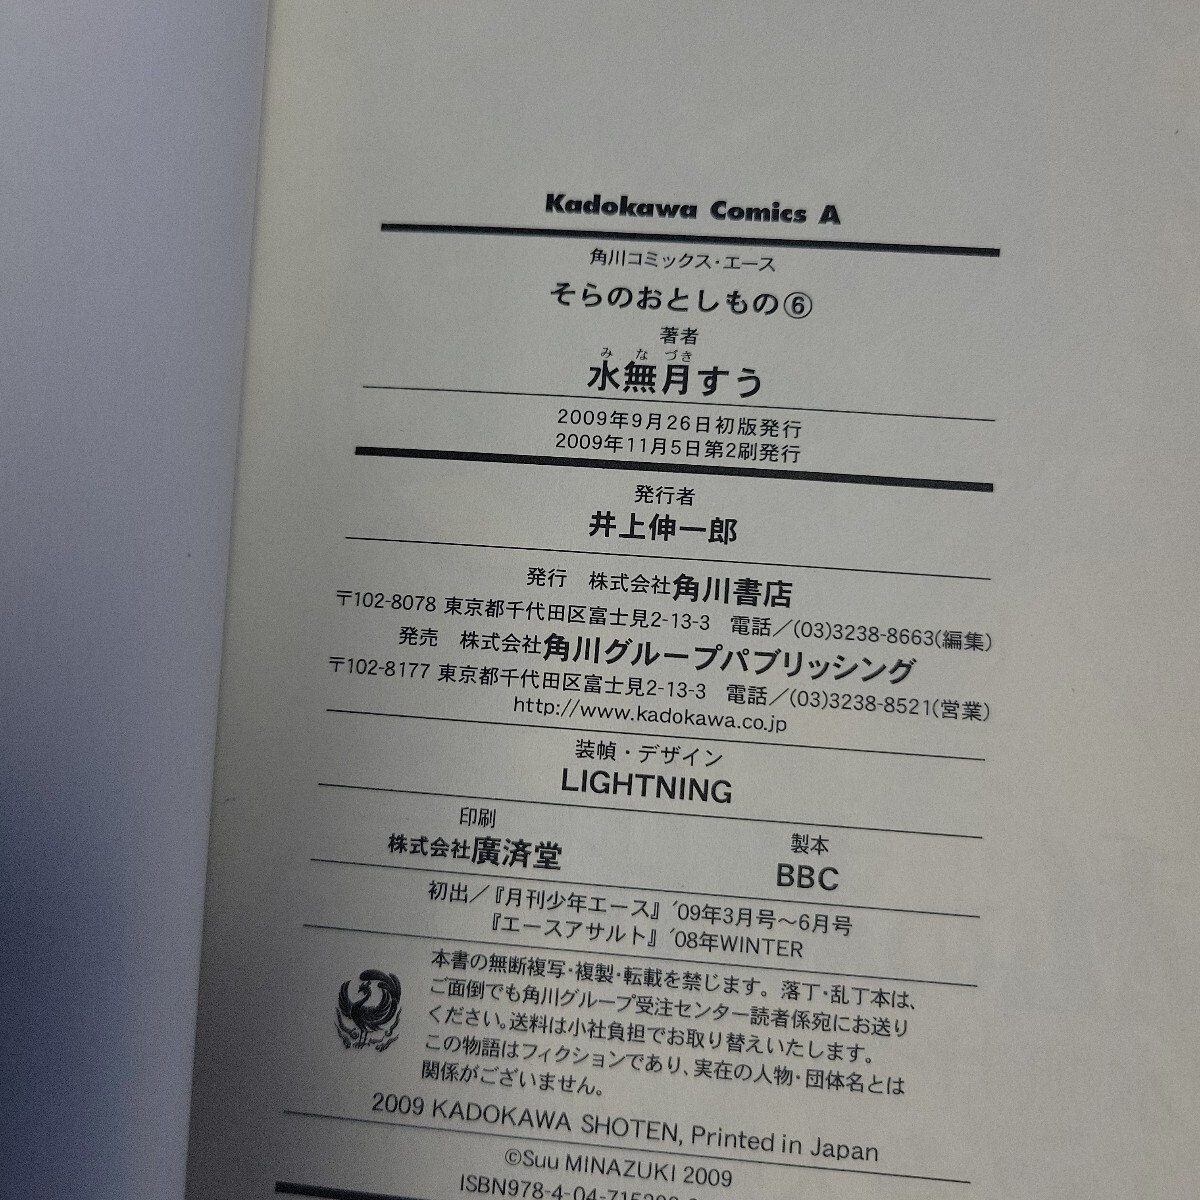 Kadokawa Comics A
角川コミックス・エース
そらのおとしもの⑥
著者
みなづき
水無月すう
2009年9月26日初版発行
2009年11月5日第2刷発行
発行者
井上伸一郎
発行　株式会社角川書店
〒102-8078 東京都千代田区富士見2-13-3　電話／(03)3238-8663(編集)
発売　株式会社角川グループパブリッシング
〒102-8177 東京都千代田区富士見2-13-3　電話／(03)3238-8521(営業)
http://www.kadokawa.co.jp
装幀・デザイン
LIGHTNING
印刷
株式会社廣済堂
製本
BBC
初出／『月刊少年エース』'09年3月号～6月号
『エースアサルト』'08年WINTER
本書の無断複写・複製・転載を禁じます。落丁・乱丁本は、
ご面倒でも角川グループ受注センター読者係宛にお送り
ください。送料は小社負担でお取り替えいたします。
この物語はフィクションであり、実在の人物・団体名とは
関係がございません。
2009 KADOKAWA SHOTEN, Printed in Japan
©Suu MINAZUKI 2009